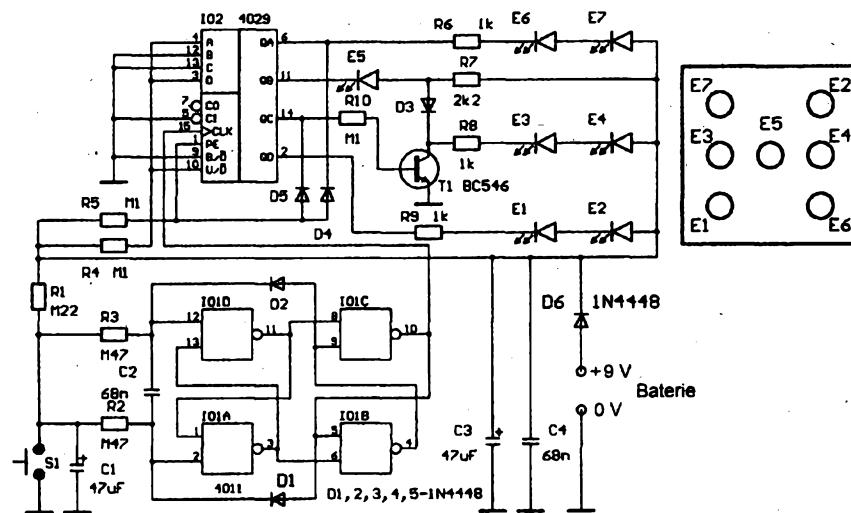 IO2 4029
4 A QA 6
12 B
13 C QB 11
3 D
7 CO QC 14
5 CI
15 CLK
1 PE QD 2
9 B/D
10 U/D
R6 1k E6 E7
E5 R7
2k2
R10
M1
D3
R8
1k
E3 E4
T1 BC546
D5
D4
R9 1k E1 E2
R5 M1
R4 M1
R1
M22
R3
M47
C2
68n
R2
M47
S1
C1
47uF
D2
IO1D
12
13
11
IO1C
8
9
10
IO1A
1
2
3
4011
IO1B
5
6
4
D1
D1,2,3,4,5-1N4448
C3
47uF
C4
68n
D6 1N4448
+9 V
Baterie
0 V
E7 E2
E5
E3 E4
E1 E6